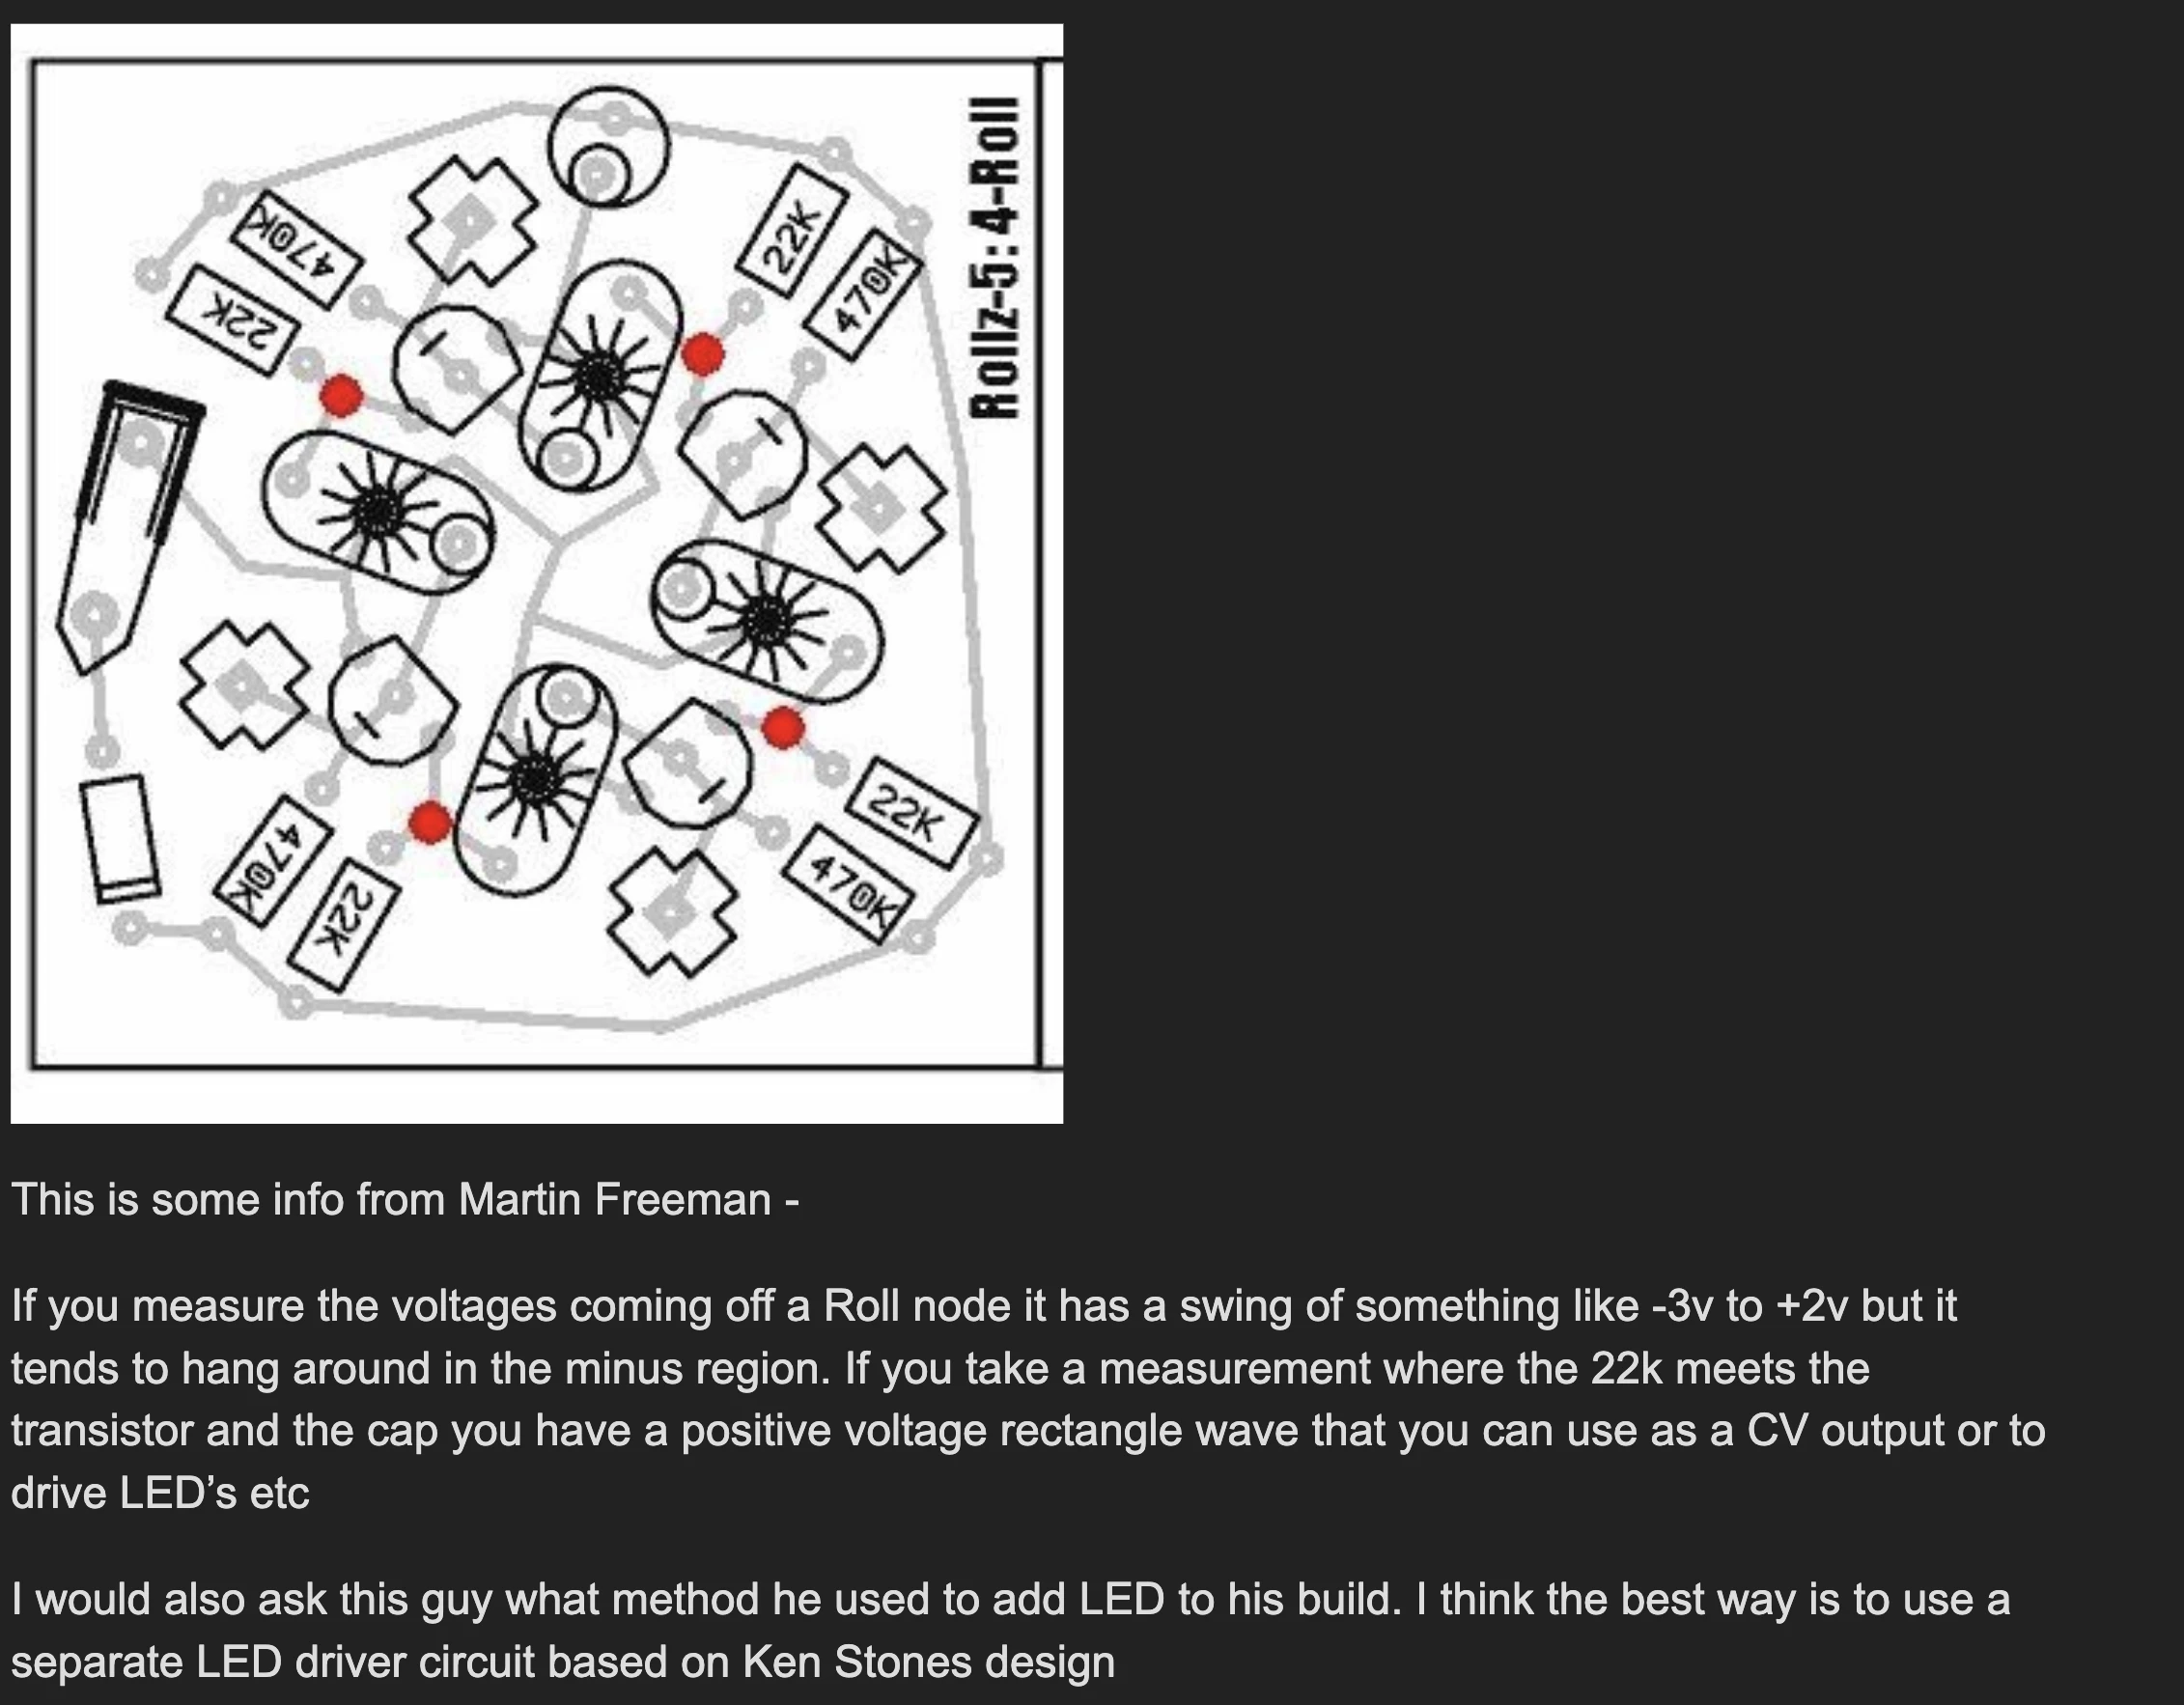 Rollz-5:4-Roll
470K
22K
22K
470K
22K
470K
470K
22K
This is some info from Martin Freeman -
If you measure the voltages coming off a Roll node it has a swing of something like -3v to +2v but it
tends to hang around in the minus region. If you take a measurement where the 22k meets the
transistor and the cap you have a positive voltage rectangle wave that you can use as a CV output or to
drive LED’s etc
I would also ask this guy what method he used to add LED to his build. I think the best way is to use a
separate LED driver circuit based on Ken Stones design